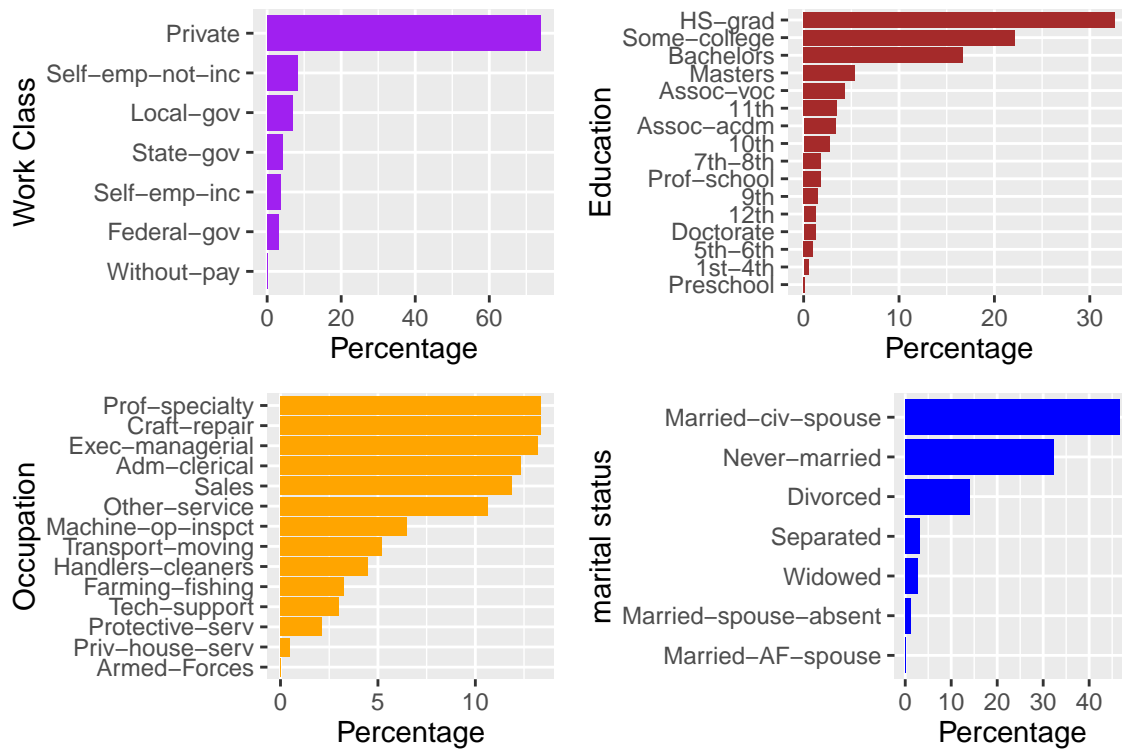 Work Class
Private
Self−emp−not−inc
Local−gov
State−gov
Self−emp−inc
Federal−gov
Without−pay
0 20 40 60
Percentage
Education
HS−grad
Some−college
Bachelors
Masters
Assoc−voc
11th
Assoc−acdm
10th
7th−8th
Prof−school
9th
12th
Doctorate
5th−6th
1st−4th
Preschool
0 10 20 30
Percentage
Occupation
Prof−specialty
Craft−repair
Exec−managerial
Adm−clerical
Sales
Other−service
Machine−op−inspct
Transport−moving
Handlers−cleaners
Farming−fishing
Tech−support
Protective−serv
Priv−house−serv
Armed−Forces
0 5 10
Percentage
marital status
Married−civ−spouse
Never−married
Divorced
Separated
Widowed
Married−spouse−absent
Married−AF−spouse
0 10 20 30 40
Percentage